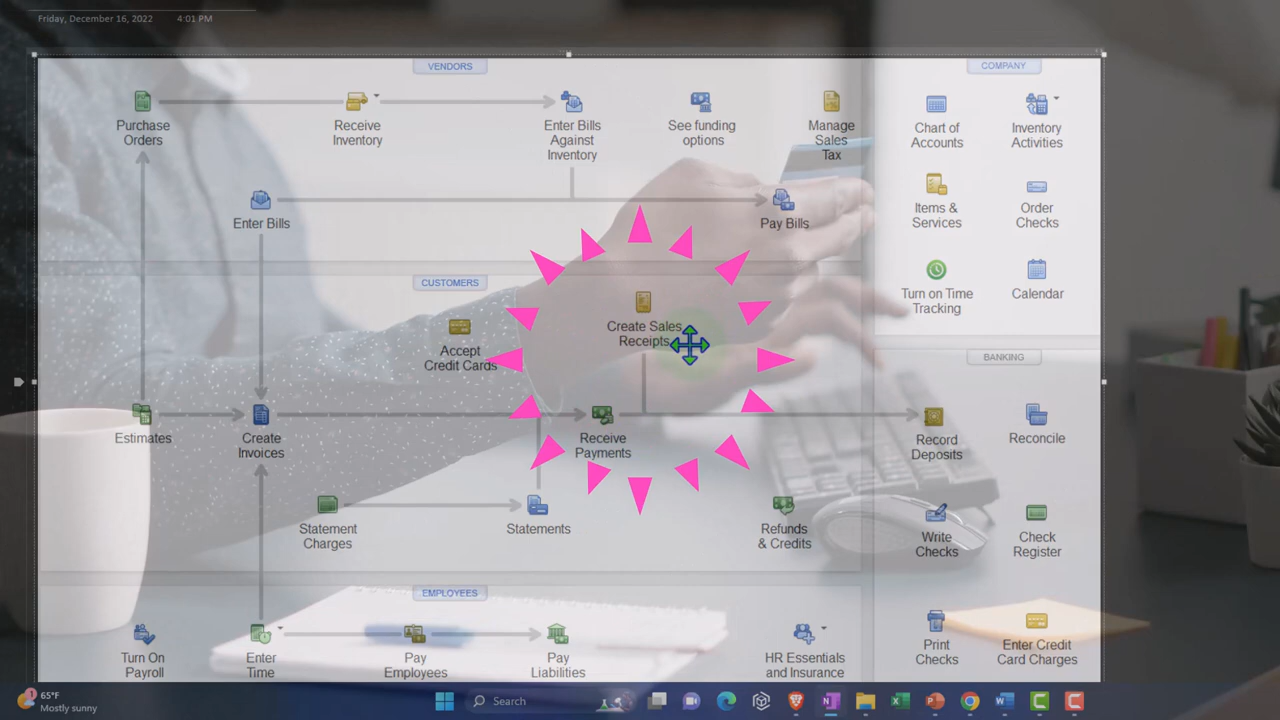 Friday, December 16, 2022 4:01 PM
VENDORS
COMPANY
Purchase
Orders
Receive
Inventory
Enter Bills
Against
Inventory
See funding
options
Manage
Sales
Tax
Chart of
Accounts
Inventory
Activities
Enter Bills
Pay Bills
Items &
Services
Order
Checks
CUSTOMERS
Turn on Time
Tracking
Calendar
Create Sales
Receipts
Accept
Credit Cards
BANKING
Estimates
Create
Invoices
Receive
Payments
Record
Deposits
Reconcile
Statement
Charges
Statements
Refunds
& Credits
Write
Checks
Check
Register
EMPLOYEES
Turn On
Payroll
Enter
Time
Pay
Employees
Pay
Liabilities
HR Essentials
and Insurance
Print
Checks
Enter Credit
Card Charges
1
65°F
Mostly sunny
Search